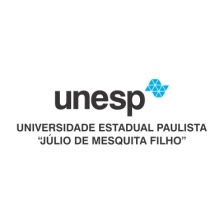 unesp
UNIVERSIDADE ESTADUAL PAULISTA
“JÚLIO DE MESQUITA FILHO”